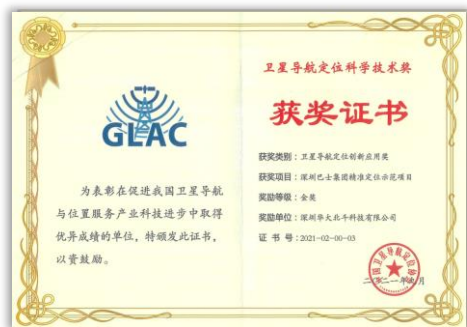 GLAC
为表彰在促进我国卫星导航
与位置服务产业科技进步中取得
优异成绩的单位，特颁发此证书，
以资鼓励。
卫星导航定位科学技术奖
获奖证书
获奖类别：卫星导航定位创新应用奖
获奖项目：深圳巴士集团精准定位示范项目
奖励等级：金奖
奖励单位：深圳华大北斗科技有限公司
证 书 号：2021-02-00-03